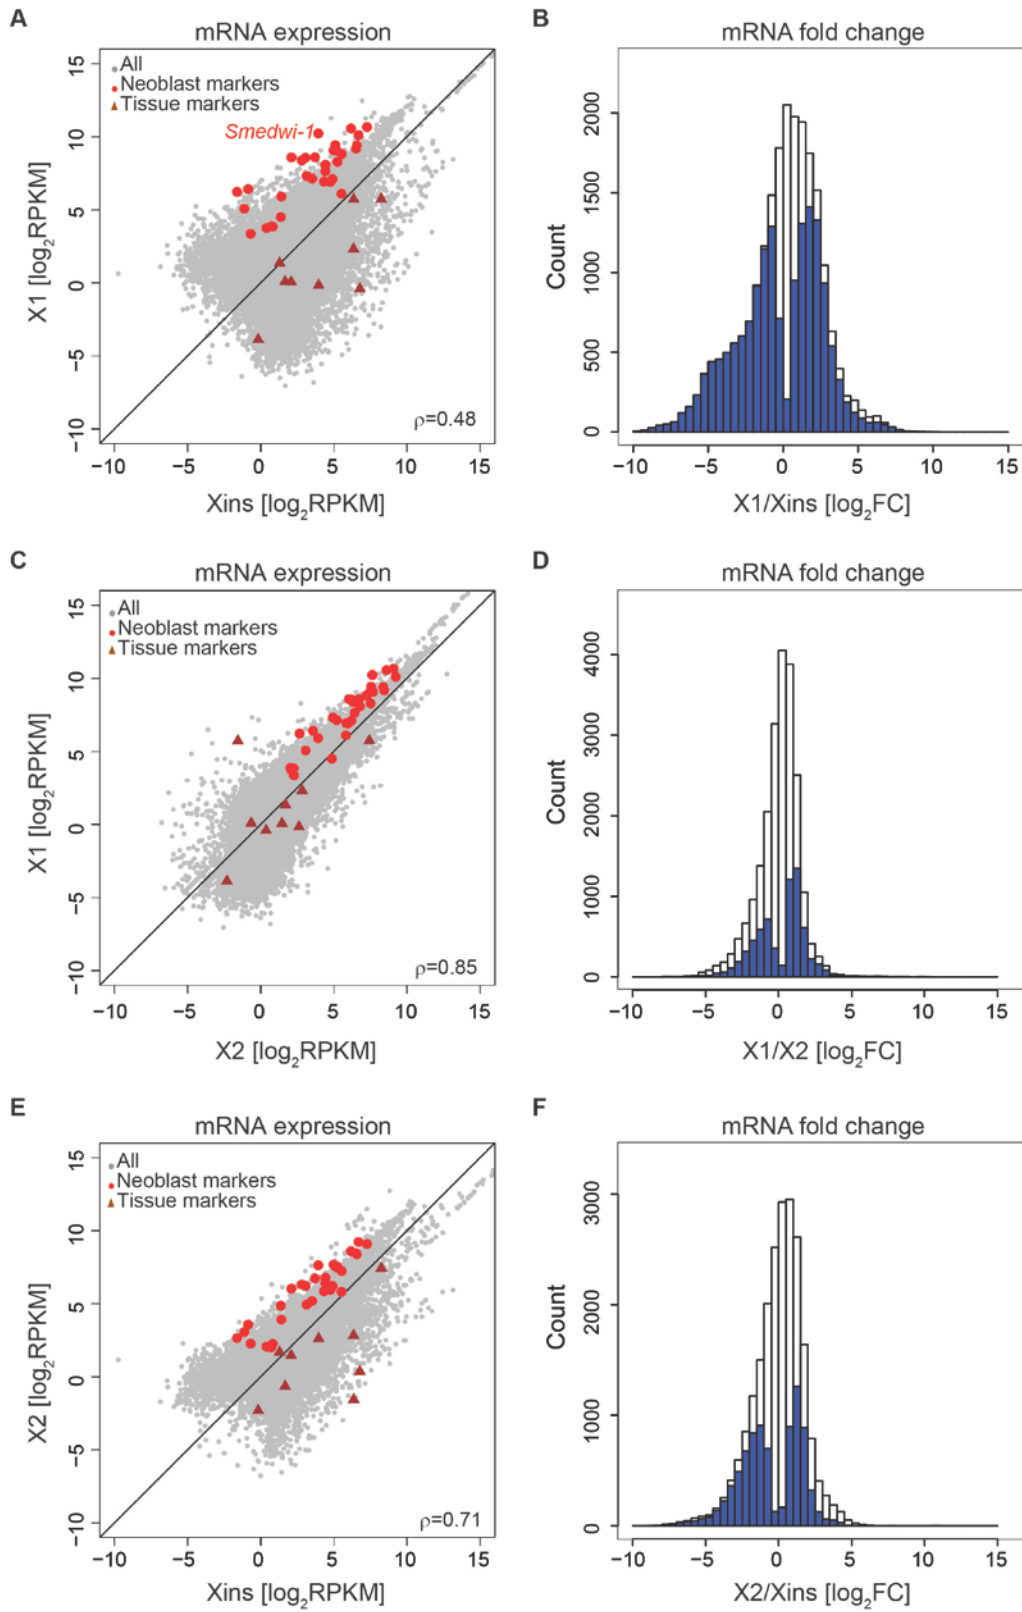 A
mRNA expression
All
Neoblast markers
Tissue markers
Smedwi-1
15
10
5
0
−5
−10
X1 [log2RPKM]
ρ=0.48
−10 −5 0 5 10 15
Xins [log2RPKM]
B
mRNA fold change
2000
1500
1000
500
0
Count
−10 −5 0 5 10 15
X1/Xins [log2FC]
C
mRNA expression
All
Neoblast markers
Tissue markers
15
10
5
0
−5
−10
X1 [log2RPKM]
ρ=0.85
−10 −5 0 5 10 15
X2 [log2RPKM]
D
mRNA fold change
4000
3000
2000
1000
0
Count
−10 −5 0 5 10 15
X1/X2 [log2FC]
E
mRNA expression
All
Neoblast markers
Tissue markers
15
10
5
0
−5
−10
X2 [log2RPKM]
ρ=0.71
−10 −5 0 5 10 15
Xins [log2RPKM]
F
mRNA fold change
3000
2000
1000
0
Count
−10 −5 0 5 10 15
X2/Xins [log2FC]